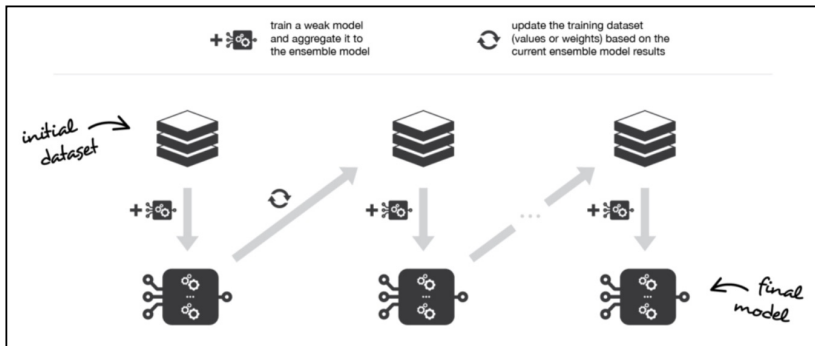 train a weak model
and aggregate it to
the ensemble model
update the training dataset
(values or weights) based on the
current ensemble model results
initial
dataset
...
final
model